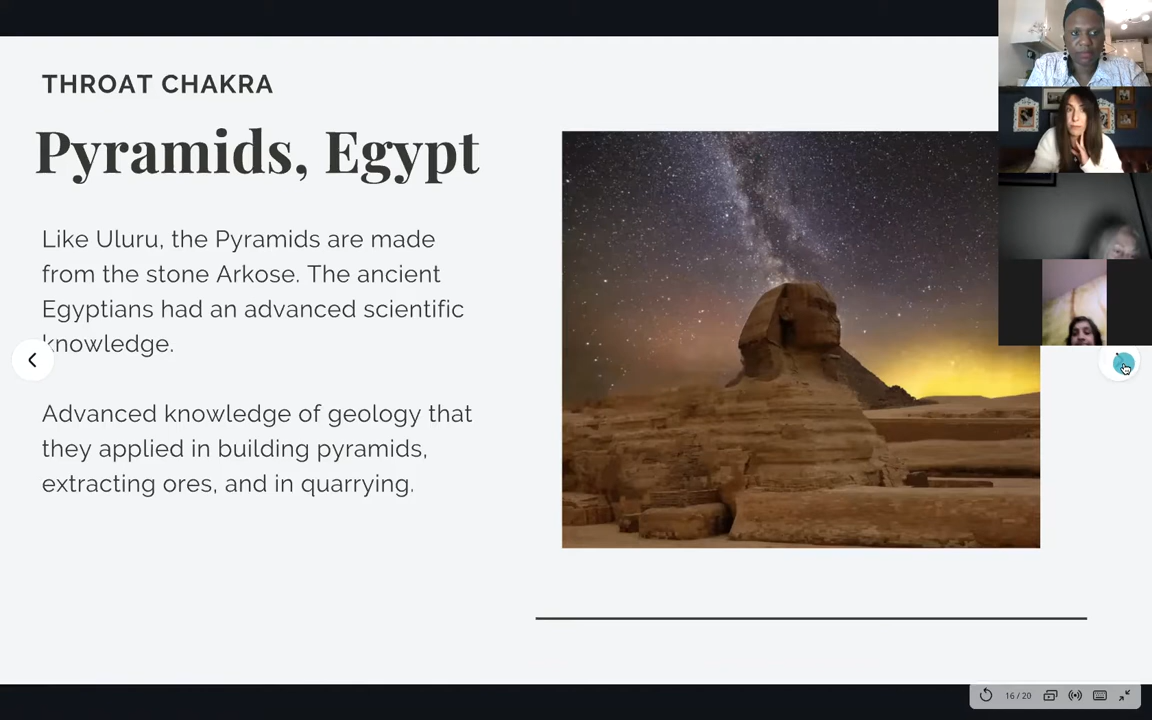 THROAT CHAKRA
Pyramids, Egypt
Like Uluru, the Pyramids are made
from the stone Arkose. The ancient
Egyptians had an advanced scientific
knowledge.
Advanced knowledge of geology that
they applied in building pyramids,
extracting ores, and in quarrying.
16 / 20